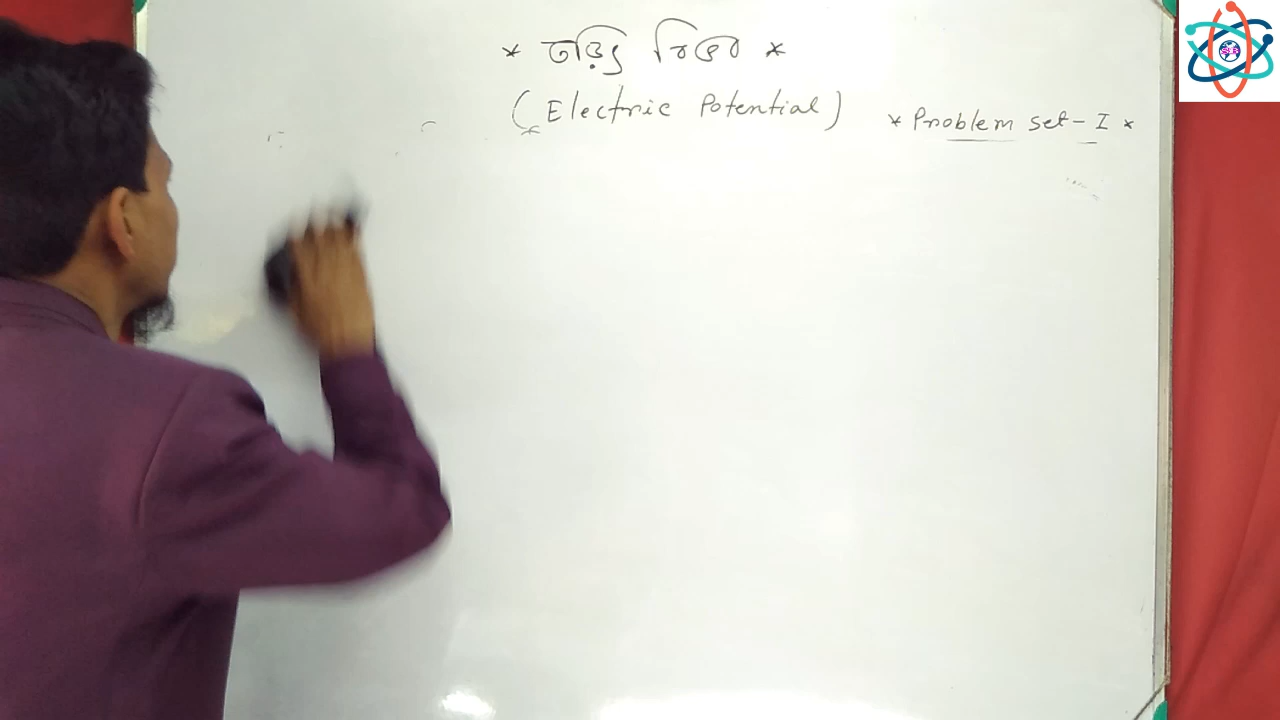 * তড়িৎ বিভব *
(Electric Potential)
* Problem set - I *